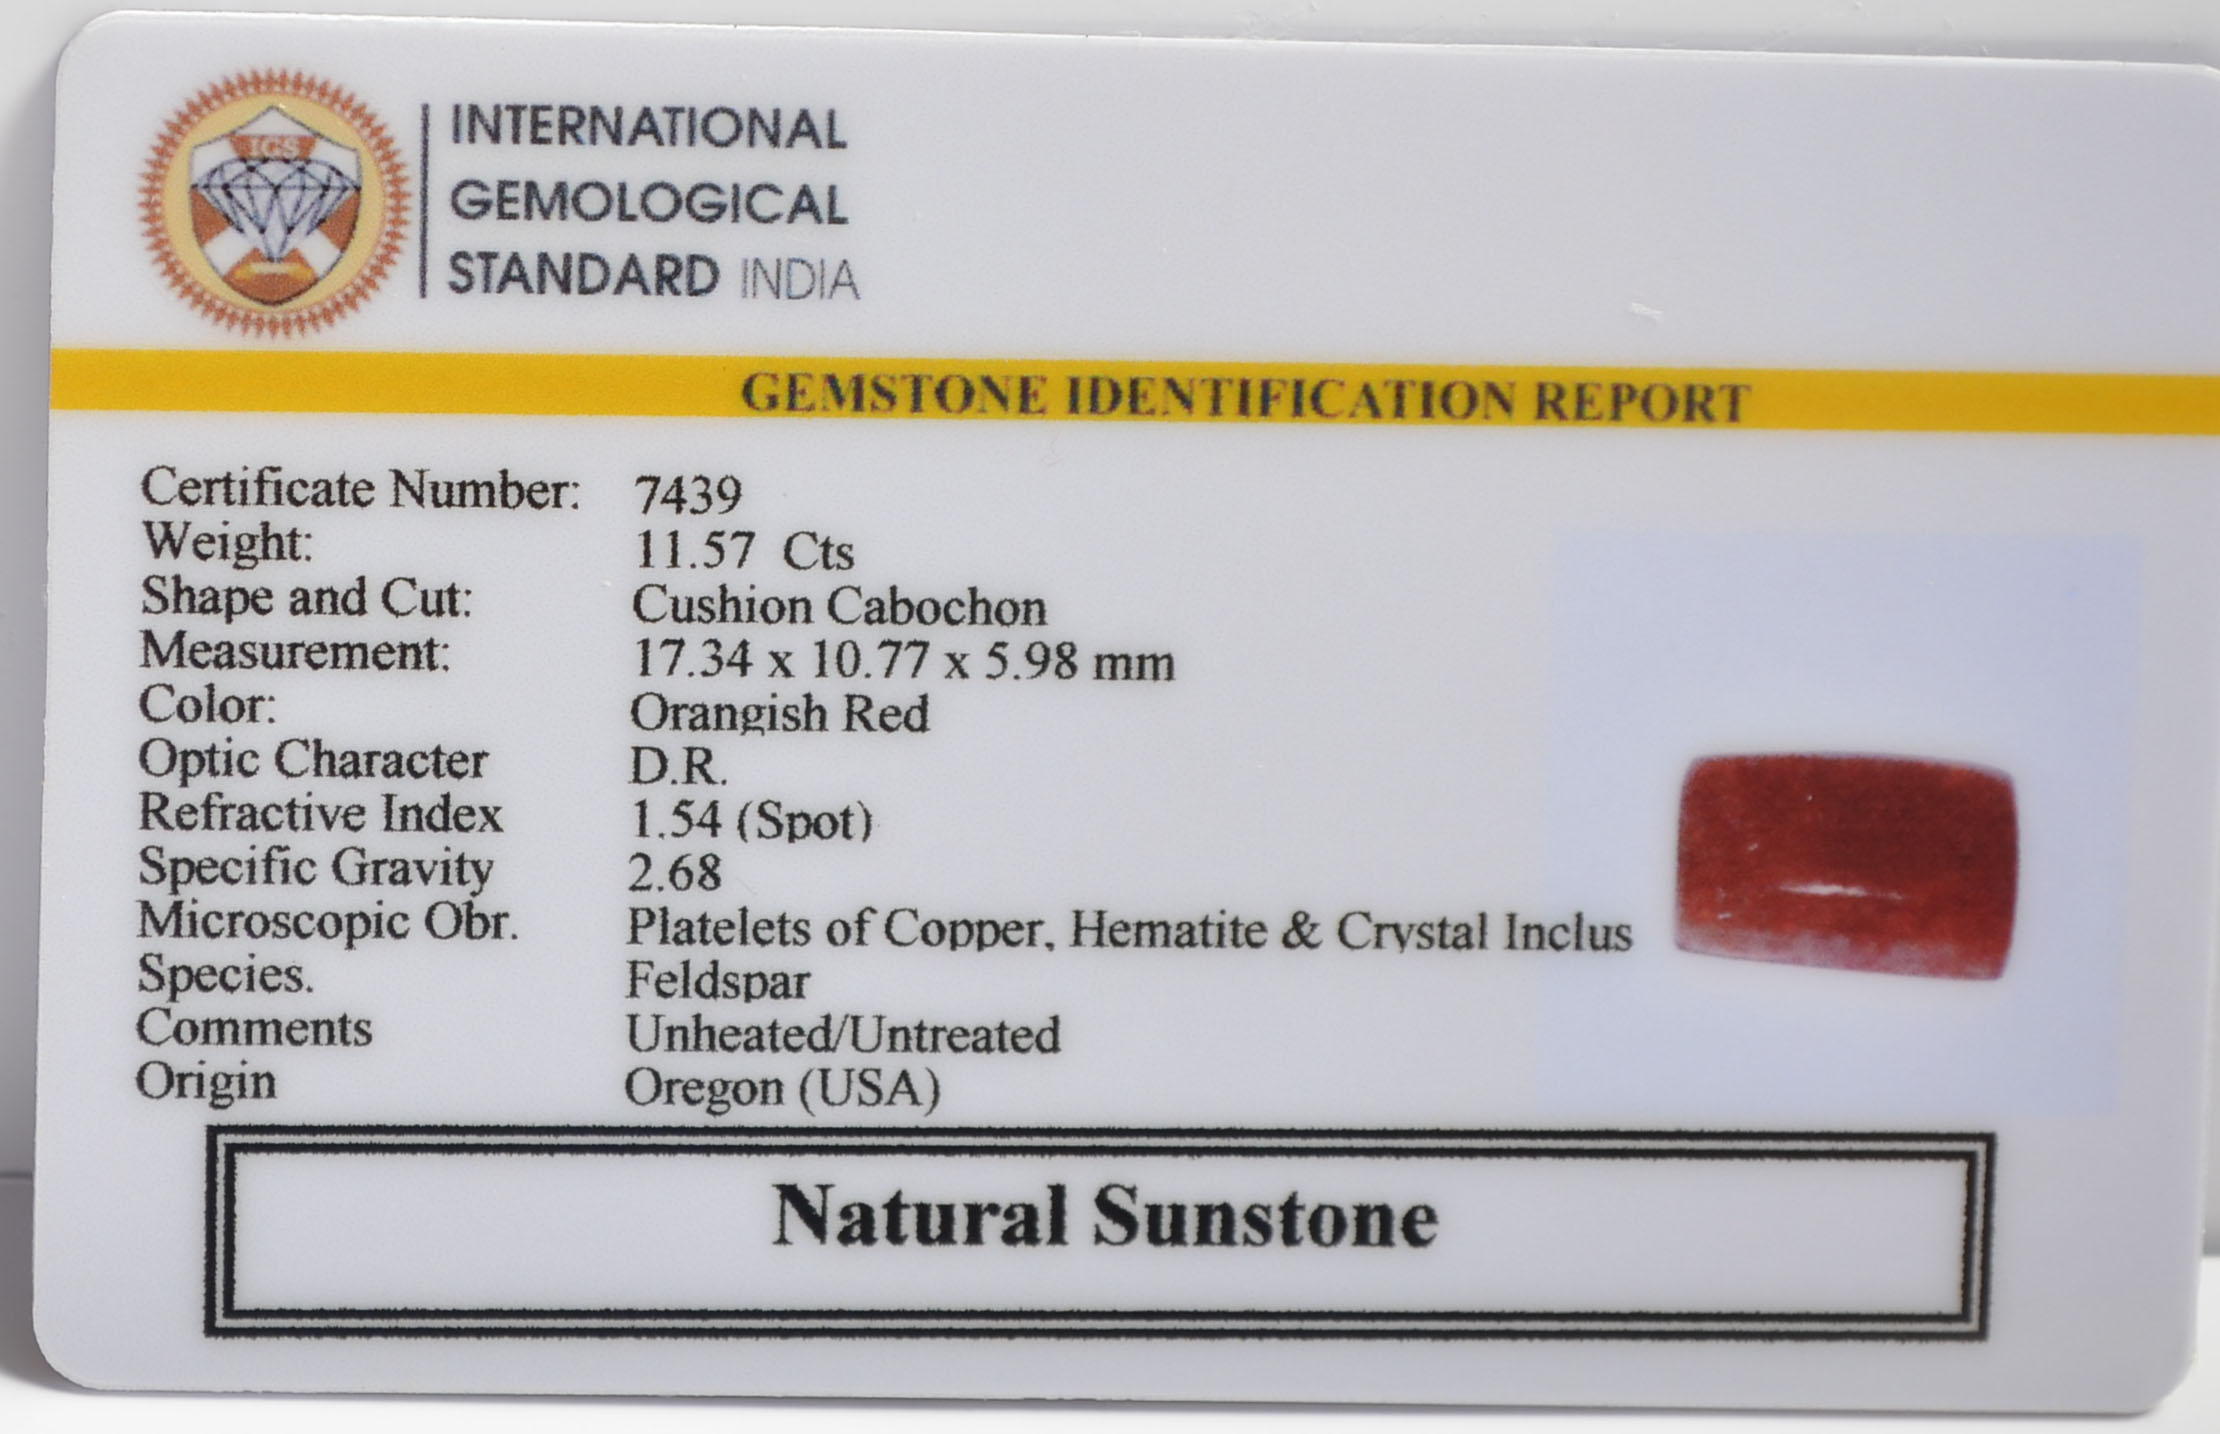 IGS
INTERNATIONAL
GEMOLOGICAL
STANDARD INDIA
GEMSTONE IDENTIFICATION REPORT
Certificate Number: 7439
Weight: 11.57 Cts
Shape and Cut: Cushion Cabochon
Measurement: 17.34 x 10.77 x 5.98 mm
Color: Orangish Red
Optic Character D.R.
Refractive Index 1.54 (Spot)
Specific Gravity 2.68
Microscopic Obr. Platelets of Copper, Hematite & Crystal Inclus
Species. Feldspar
Comments Unheated/Untreated
Origin Oregon (USA)
Natural Sunstone